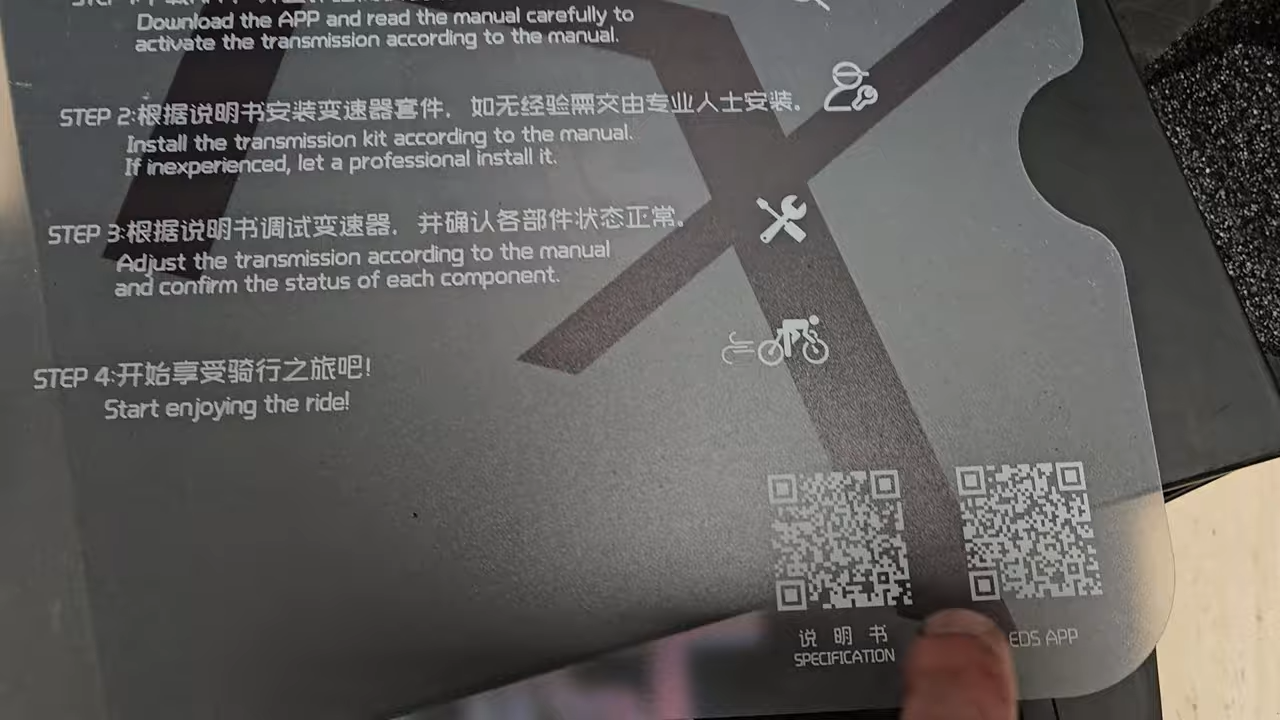 Download the APP and read the manual carefully to
activate the transmission according to the manual.
STEP 2:根据说明书安装变速器套件，如无经验需交由专业人士安装。
Install the transmission kit according to the manual.
If inexperienced, let a professional install it.
STEP 3:根据说明书调试变速器，并确认各部件状态正常。
Adjust the transmission according to the manual
and confirm the status of each component.
STEP 4:开始享受骑行之旅吧!
Start enjoying the ride!
说明书
SPECIFICATION
EDS APP